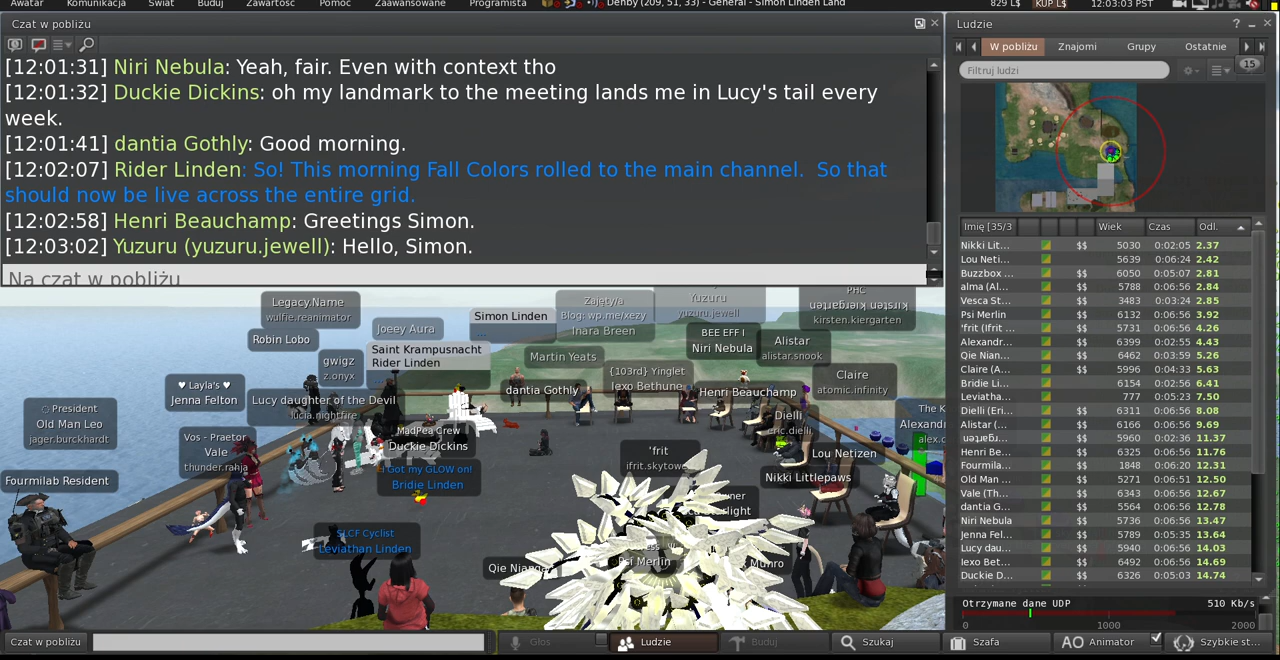 Awatar Komunikacja Świat Buduj Zawartość Pomoc Zaawansowane Programista Denby (209, 51, 33) - General - Simon Linden Land 829 L$ KUP L$ 12:03:03 PST
Czat w pobliżu
[12:01:31] Niri Nebula: Yeah, fair. Even with context tho
[12:01:32] Duckie Dickins: oh my landmark to the meeting lands me in Lucy's tail every
week.
[12:01:41] dantia Gothly: Good morning.
[12:02:07] Rider Linden: So! This morning Fall Colors rolled to the main channel.  So that
should now be live across the entire grid.
[12:02:58] Henri Beauchamp: Greetings Simon.
[12:03:02] Yuzuru (yuzuru.jewell): Hello, Simon.
Na czat w pobliżu
Legacy.Name
wulfie.reanimator
Robin Lobo
Joeey Aura
Simon Linden
...
Zajęty/a
Blog: wp.me/xezy
Inara Breen
Yuzuru
yuzuru.jewell
PHC
kirsten.kiergarten
BEE EFF I
Niri Nebula
Alistar
alistar.snook
gwigz
z.onyx
Saint Krampusnacht
Rider Linden
Martin Yeats
{103rd} Yinglet
Iexo Bethune
Claire
atomic.infinity
♥ Layla's ♥
Jenna Felton
Lucy daughter of the Devil
lucia.nightfire
dantia Gothly
Henri Beauchamp
President
Old Man Leo
jager.burckhardt
MadPea Crew
Duckie Dickins
Dielli
eric.dielli
The K
Alexandr
alex.c
Vos - Praetor
Vale
thunder.rahja
Got my GLOW on!
Bridie Linden
'frit
ifrit.skytower
Lou Netizen
Nikki Littlepaws
Fourmilab Resident
SLCF Cyclist
Leviathan Linden
Psi Merlin
Munro
Ludzie
?
W pobliżu Znajomi Grupy Ostatnie
Filtruj ludzi
15
Imię [35/3 Wiek Czas Odl.
Nikki Lit... $$ 5030 0:02:05 2.37
Lou Neti... 5639 0:06:24 2.42
Buzzbox ... $$ 6050 0:05:07 2.81
alma (Al... $$ 5788 0:06:56 2.84
Vesca St... $$ 3483 0:03:24 2.85
Psi Merlin $$ 6132 0:06:56 3.92
'frit (Ifrit ... $$ 5731 0:06:56 4.26
Alexandr... $$ 6399 0:02:55 4.43
Qie Nian... $$ 6462 0:03:59 5.26
Claire (A... $$ 5996 0:04:33 5.63
Bridie Li... 6154 0:02:56 6.41
Leviatha... 777 0:05:23 7.50
Dielli (Eri... $$ 6311 0:06:56 8.08
Alistar (... $$ 6166 0:06:56 9.69
$$ 5960 0:02:36 11.37
Henri Be... $$ 6325 0:06:56 11.76
Fourmila... $$ 1848 0:06:20 12.31
Old Man ... $$ 6251 0:06:51 12.50
Vale (Th... $$ 6343 0:06:56 12.67
dantia G... $$ 5564 0:06:56 12.78
Niri Nebula $$ 5736 0:06:56 13.47
Jenna Fel... $$ 5789 0:05:35 13.64
Lucy dau... $$ 5940 0:06:56 14.03
Iexo Bet... $$ 6492 0:06:56 14.69
Duckie D... $$ 6326 0:05:03 14.74
Otrzymane dane UDP 510 Kb/s
0 1000 2000
Czat w pobliżu Głos Ludzie Buduj Szukaj Szafa AO Animator Szybkie st...